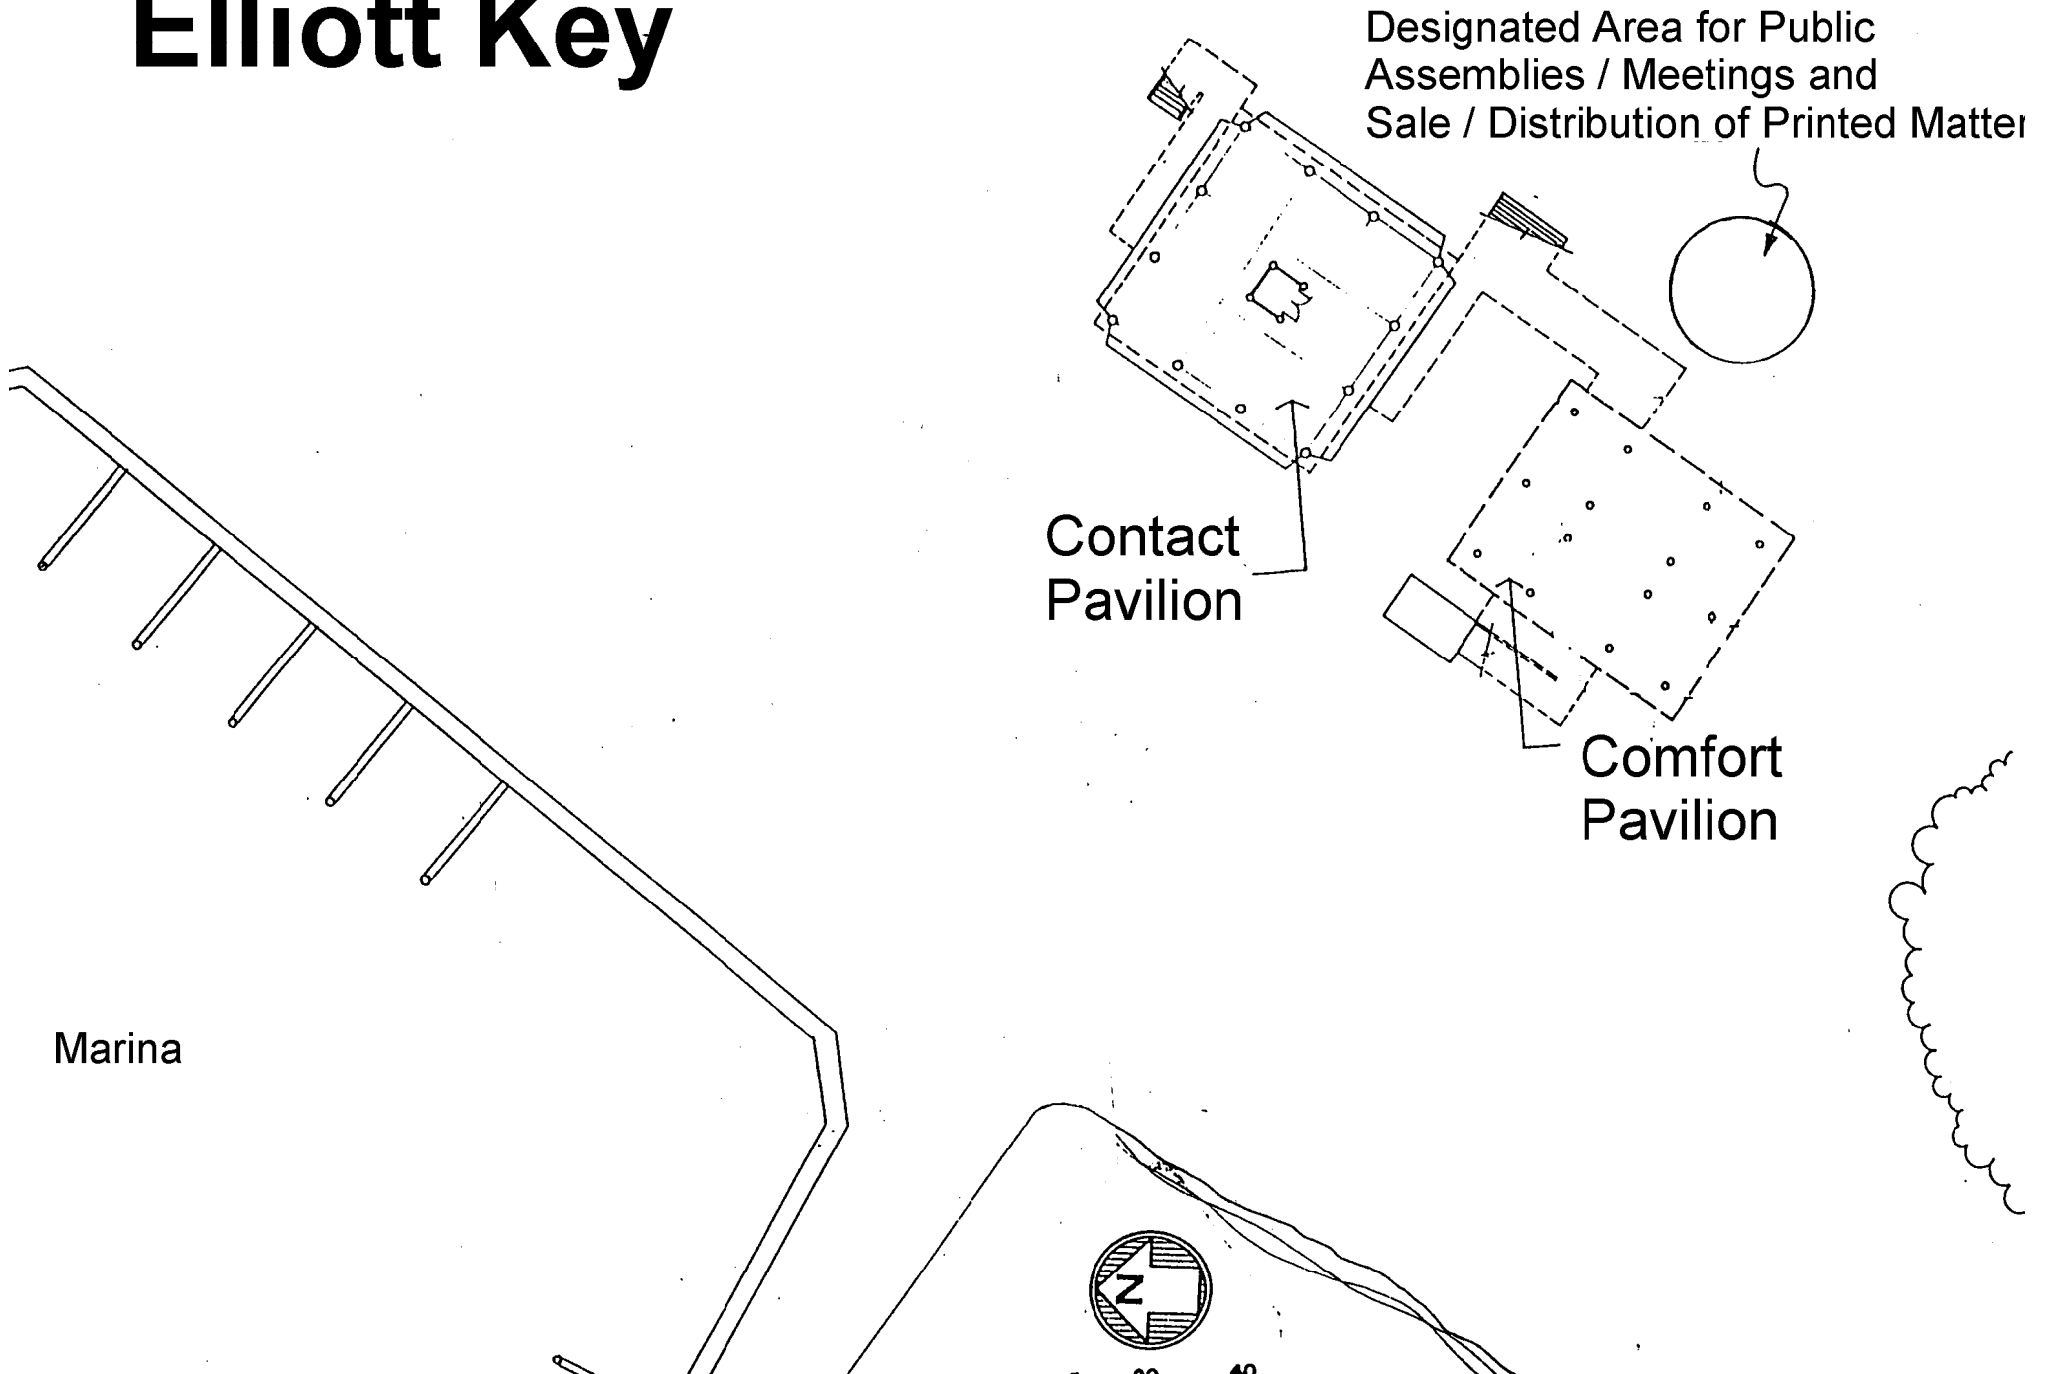 Elliott Key
Designated Area for Public
Assemblies / Meetings and
Sale / Distribution of Printed Matter
Contact
Pavilion
Comfort
Pavilion
Marina
N
40